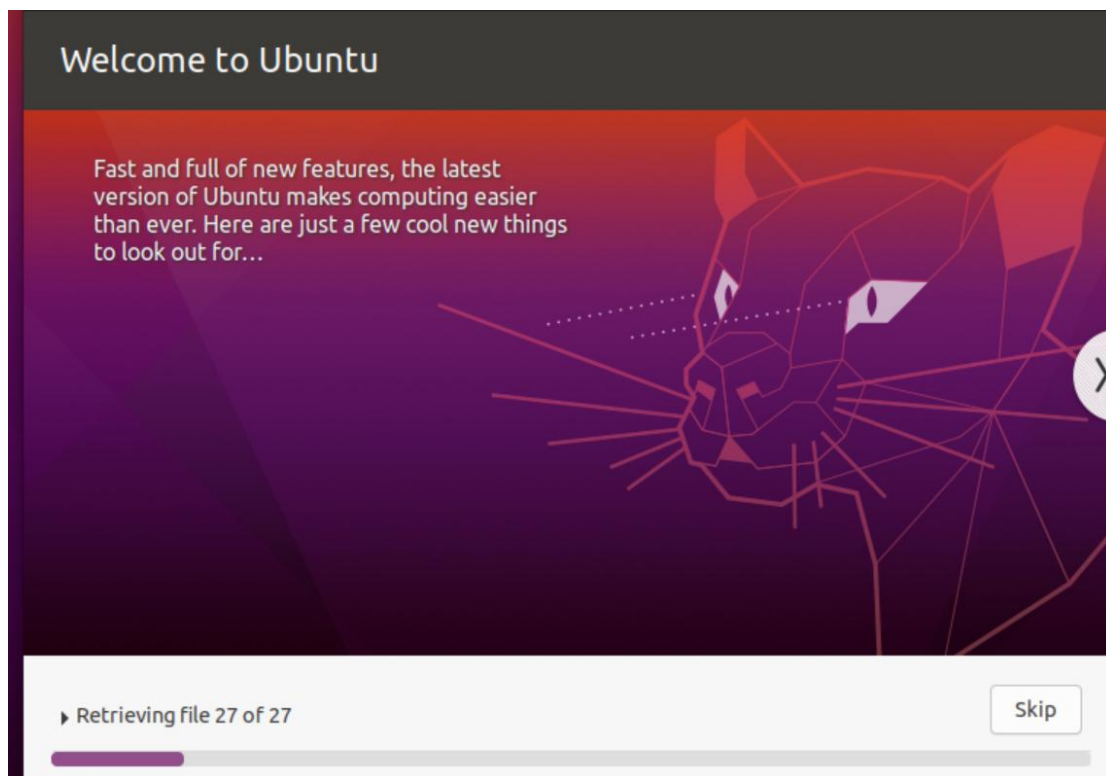 Welcome to Ubuntu
Fast and full of new features, the latest
version of Ubuntu makes computing easier
than ever. Here are just a few cool new things
to look out for...
Retrieving file 27 of 27
Skip